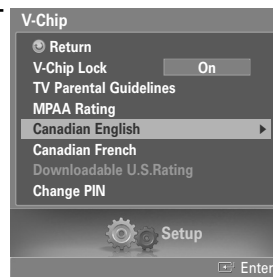 V-Chip
Return
V-Chip Lock On
TV Parental Guidelines
MPAA Rating
Canadian English
Canadian French
Downloadable U.S.Rating
Change PIN
Setup
Enter